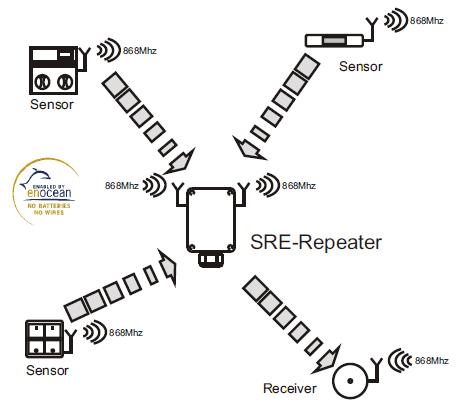 868Mhz
868Mhz
Sensor
Sensor
868Mhz
868Mhz
ENABLED BY
enocean
NO BATTERIES
NO WIRES
SRE-Repeater
868Mhz
Sensor
868Mhz
Receiver